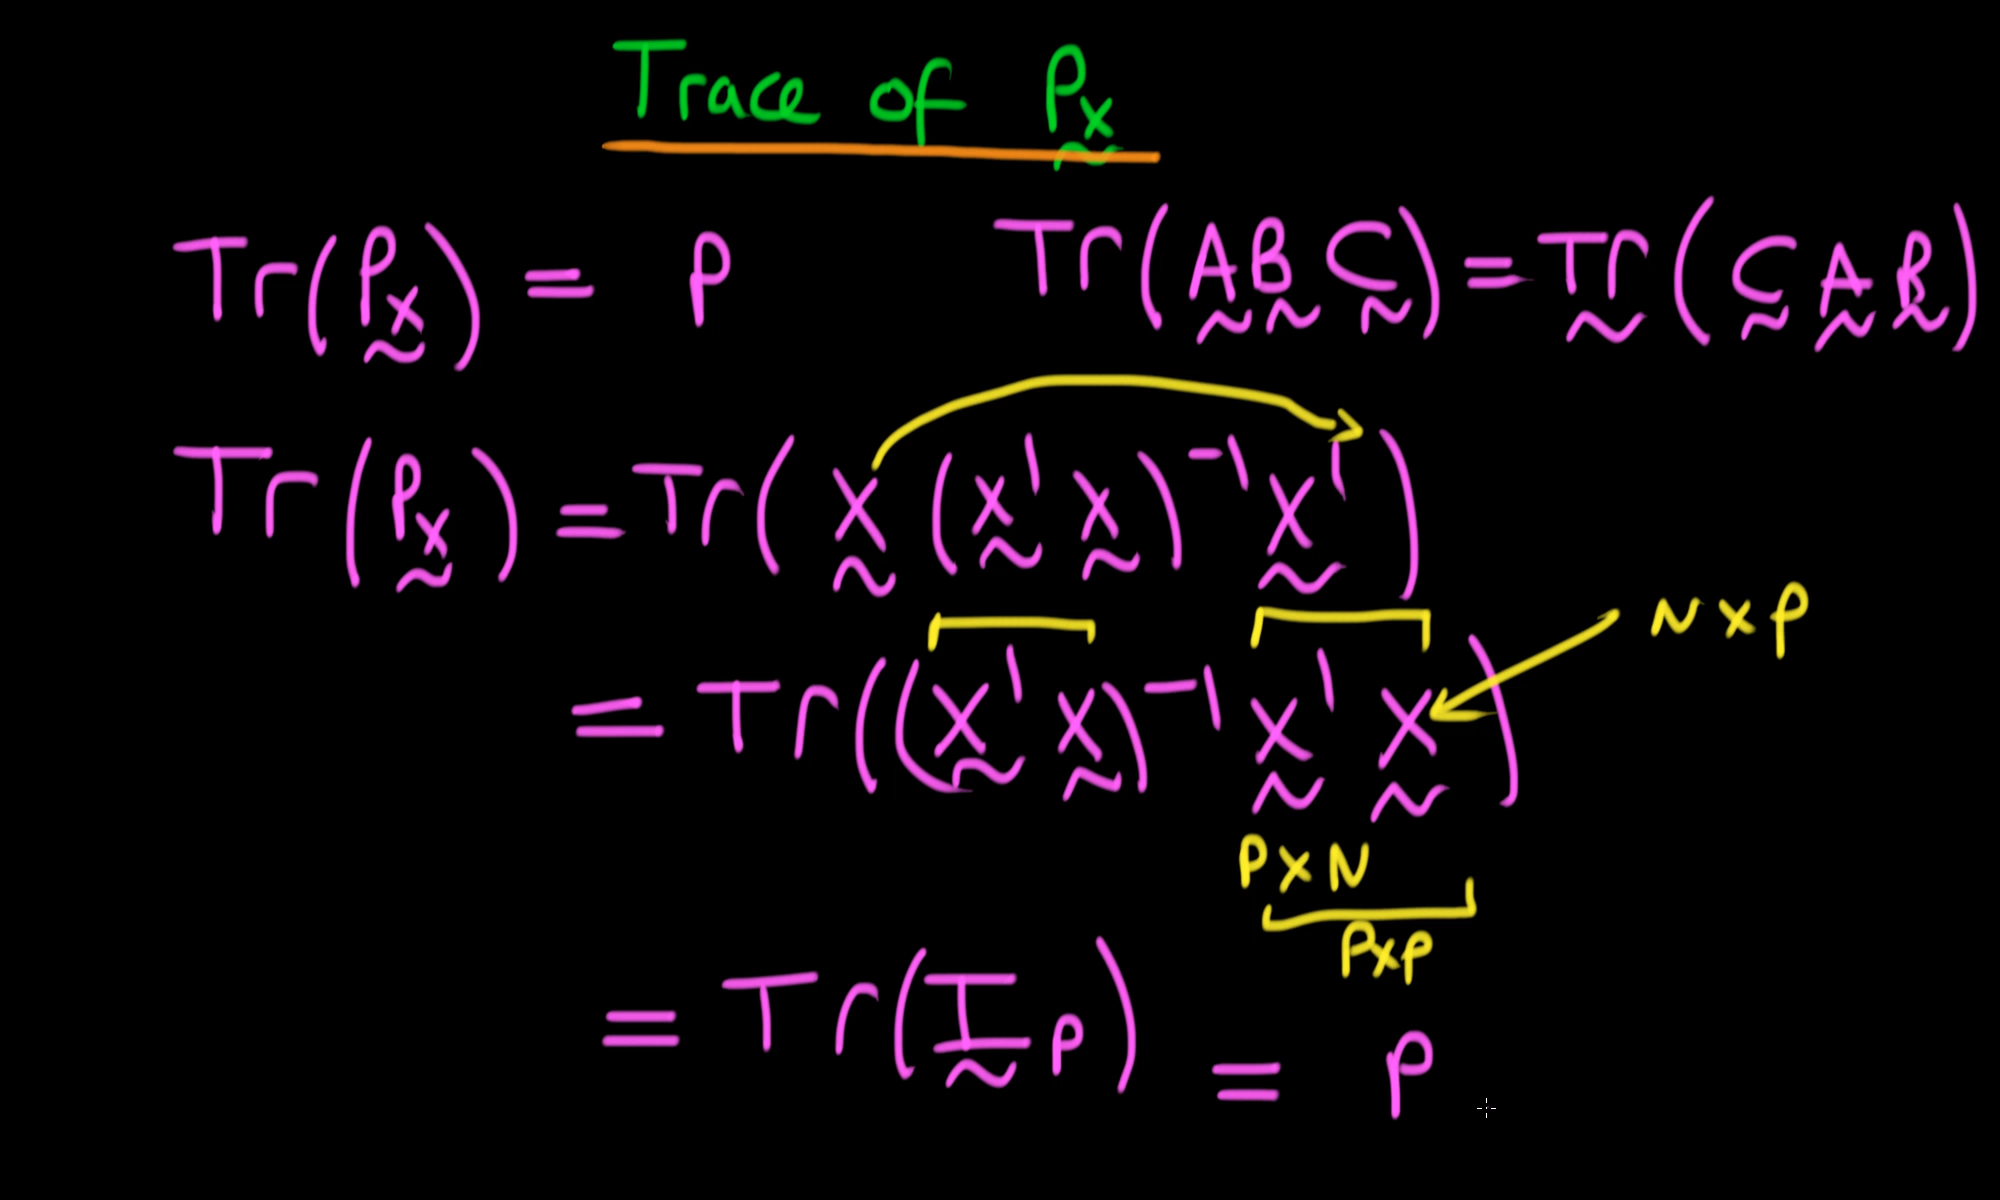 Trace of Px
Tr(Px) = P Tr(ABC) = Tr(CAB)
Tr(Px) = Tr(X(X'X)⁻¹X')
N×P
= Tr((X'X)⁻¹X'X)
P×N
P×P
= Tr(Ip) = P